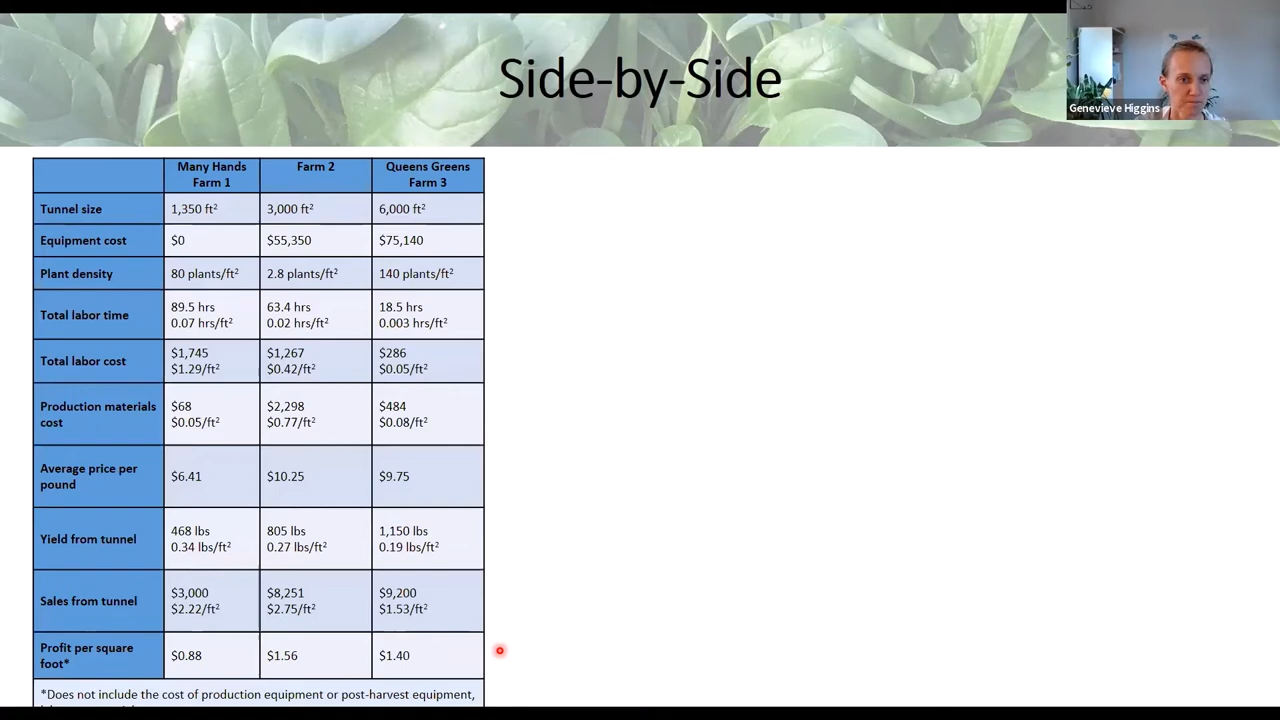 Side-by-Side
Genevieve Higgins
Many Hands Farm 1 Farm 2 Queens Greens Farm 3
Tunnel size 1,350 ft² 3,000 ft² 6,000 ft²
Equipment cost $0 $55,350 $75,140
Plant density 80 plants/ft² 2.8 plants/ft² 140 plants/ft²
Total labor time 89.5 hrs 0.07 hrs/ft² 63.4 hrs 0.02 hrs/ft² 18.5 hrs 0.003 hrs/ft²
Total labor cost $1,745 $1.29/ft² $1,267 $0.42/ft² $286 $0.05/ft²
Production materials cost $68 $0.05/ft² $2,298 $0.77/ft² $484 $0.08/ft²
Average price per pound $6.41 $10.25 $9.75
Yield from tunnel 468 lbs 0.34 lbs/ft² 805 lbs 0.27 lbs/ft² 1,150 lbs 0.19 lbs/ft²
Sales from tunnel $3,000 $2.22/ft² $8,251 $2.75/ft² $9,200 $1.53/ft²
Profit per square foot* $0.88 $1.56 $1.40
*Does not include the cost of production equipment or post-harvest equipment,